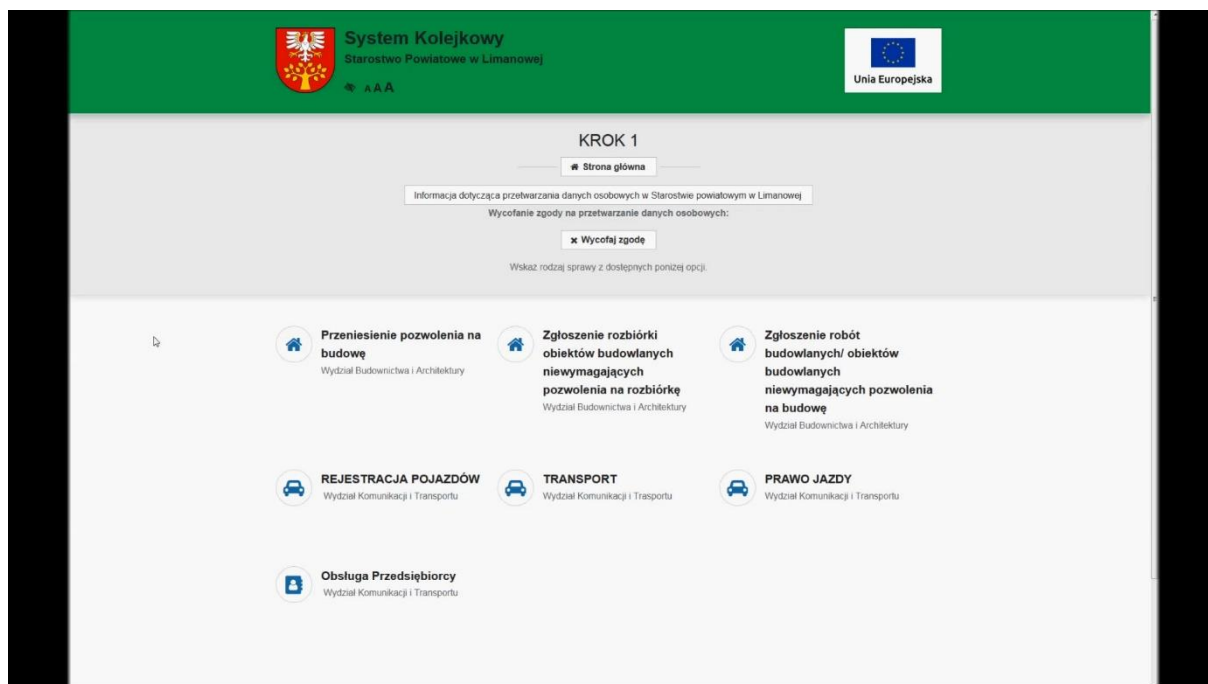 System Kolejkowy
Starostwo Powiatowe w Limanowej
A A A
Unia Europejska
KROK 1
Strona główna
Informacja dotycząca przetwarzania danych osobowych w Starostwie powiatowym w Limanowej
Wycofanie zgody na przetwarzanie danych osobowych:
Wycofaj zgodę
Wskaż rodzaj sprawy z dostępnych poniżej opcji.
Przeniesienie pozwolenia na
budowę
Wydział Budownictwa i Architektury
Zgłoszenie rozbiórki
obiektów budowlanych
niewymagających
pozwolenia na rozbiórkę
Wydział Budownictwa i Architektury
Zgłoszenie robót
budowlanych/ obiektów
budowlanych
niewymagających pozwolenia
na budowę
Wydział Budownictwa i Architektury
REJESTRACJA POJAZDÓW
Wydział Komunikacji i Transportu
TRANSPORT
Wydział Komunikacji i Trasportu
PRAWO JAZDY
Wydział Komunikacji i Transportu
Obsługa Przedsiębiorcy
Wydział Komunikacji i Transportu